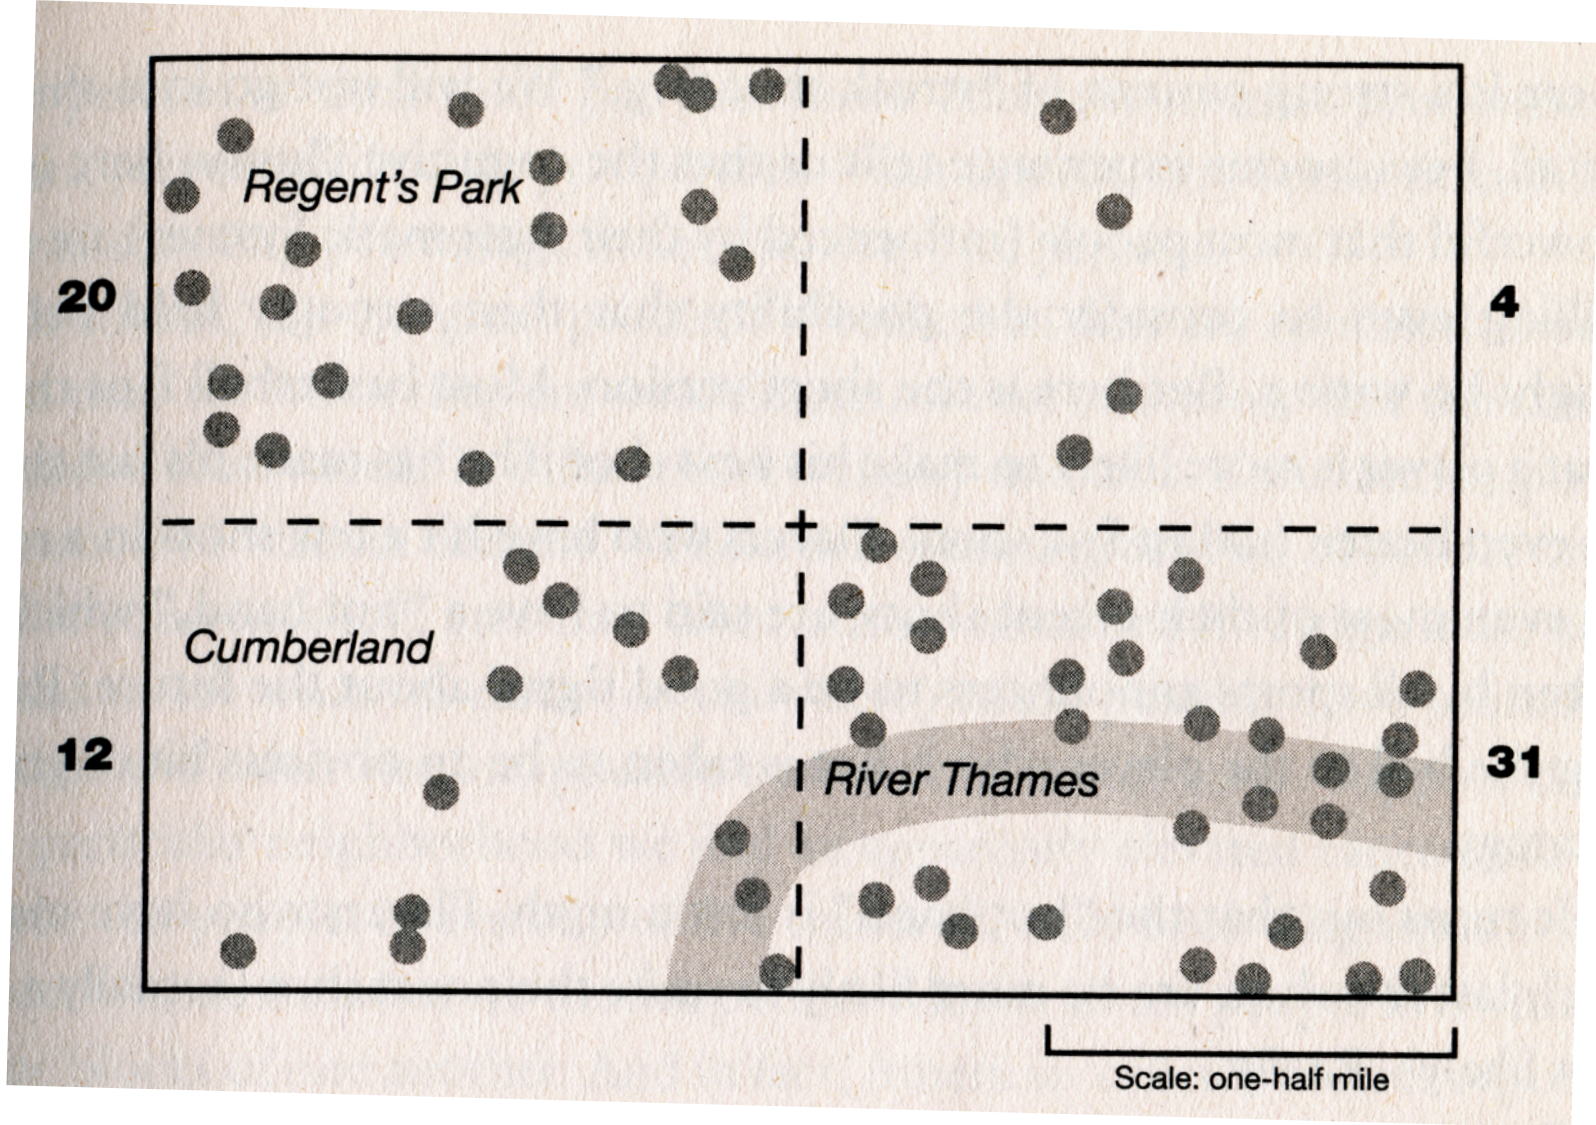 Regent's Park
20
4
Cumberland
12
River Thames
31
Scale: one-half mile